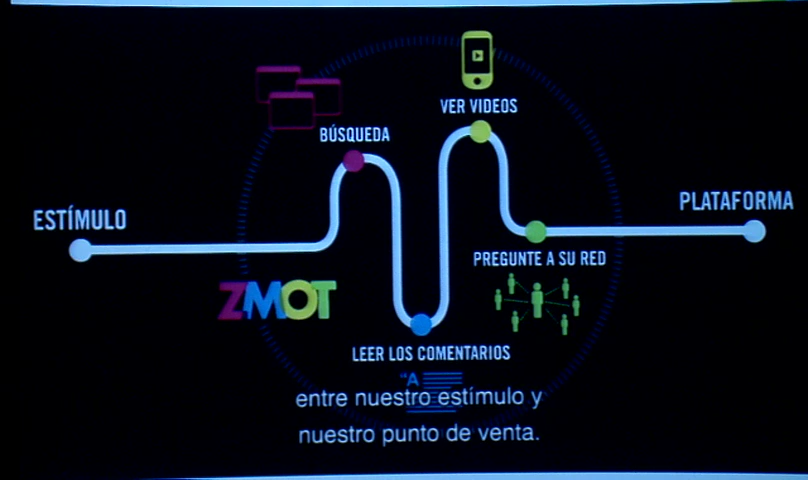 VER VIDEOS
BÚSQUEDA
ESTÍMULO
PLATAFORMA
PREGUNTE A SU RED
ZMOT
LEER LOS COMENTARIOS
"A
entre nuestro estímulo y
nuestro punto de venta.